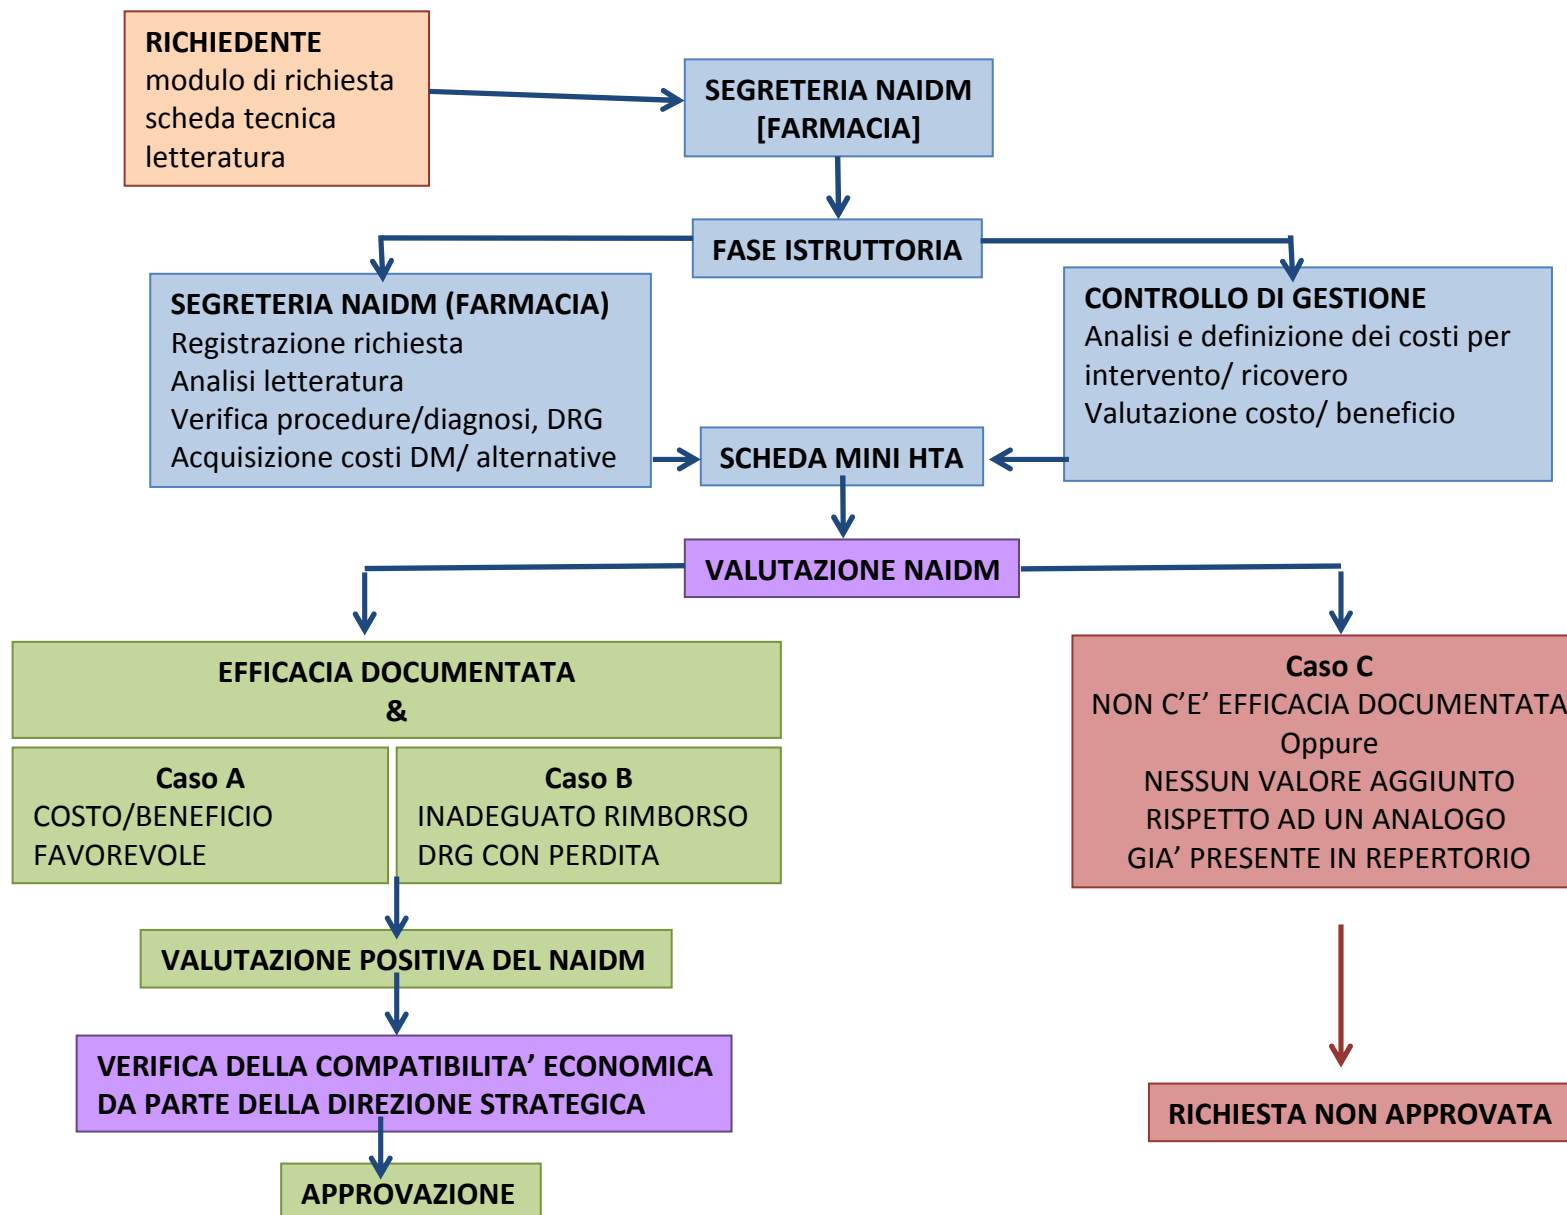 RICHIEDENTE
modulo di richiesta
scheda tecnica
letteratura
SEGRETERIA NAIDM
[FARMACIA]
FASE ISTRUTTORIA
SEGRETERIA NAIDM (FARMACIA)
Registrazione richiesta
Analisi letteratura
Verifica procedure/diagnosi, DRG
Acquisizione costi DM/ alternative
CONTROLLO DI GESTIONE
Analisi e definizione dei costi per
intervento/ ricovero
Valutazione costo/ beneficio
SCHEDA MINI HTA
VALUTAZIONE NAIDM
EFFICACIA DOCUMENTATA
&
Caso A
COSTO/BENEFICIO
FAVOREVOLE
Caso B
INADEGUATO RIMBORSO
DRG CON PERDITA
Caso C
NON C’E’ EFFICACIA DOCUMENTATA
Oppure
NESSUN VALORE AGGIUNTO
RISPETTO AD UN ANALOGO
GIA’ PRESENTE IN REPERTORIO
VALUTAZIONE POSITIVA DEL NAIDM
VERIFICA DELLA COMPATIBILITA’ ECONOMICA
DA PARTE DELLA DIREZIONE STRATEGICA
RICHIESTA NON APPROVATA
APPROVAZIONE